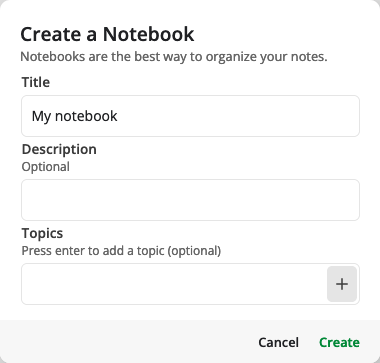 Create a Notebook
Notebooks are the best way to organize your notes.
Title
My notebook
Description
Optional
Topics
Press enter to add a topic (optional)
+
Cancel Create